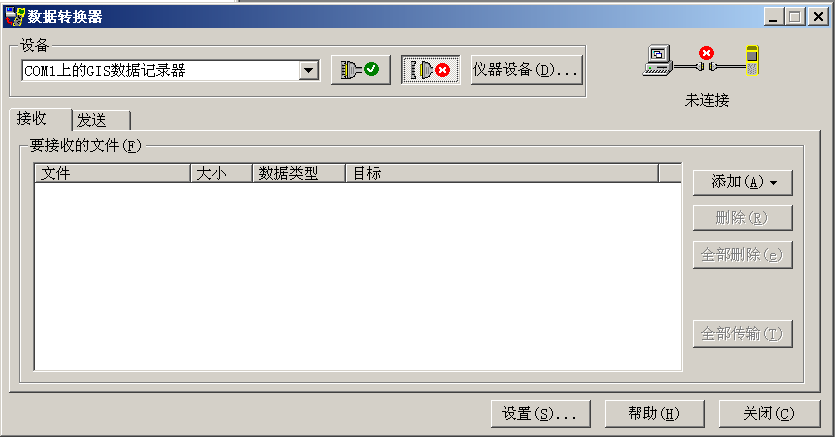 数据转换器
设备
COM1上的GIS数据记录器
仪器设备(D)...
未连接
接收 发送
要接收的文件(F)
文件 大小 数据类型 目标
添加(A)
删除(R)
全部删除(e)
全部传输(T)
设置(S)... 帮助(H) 关闭(C)